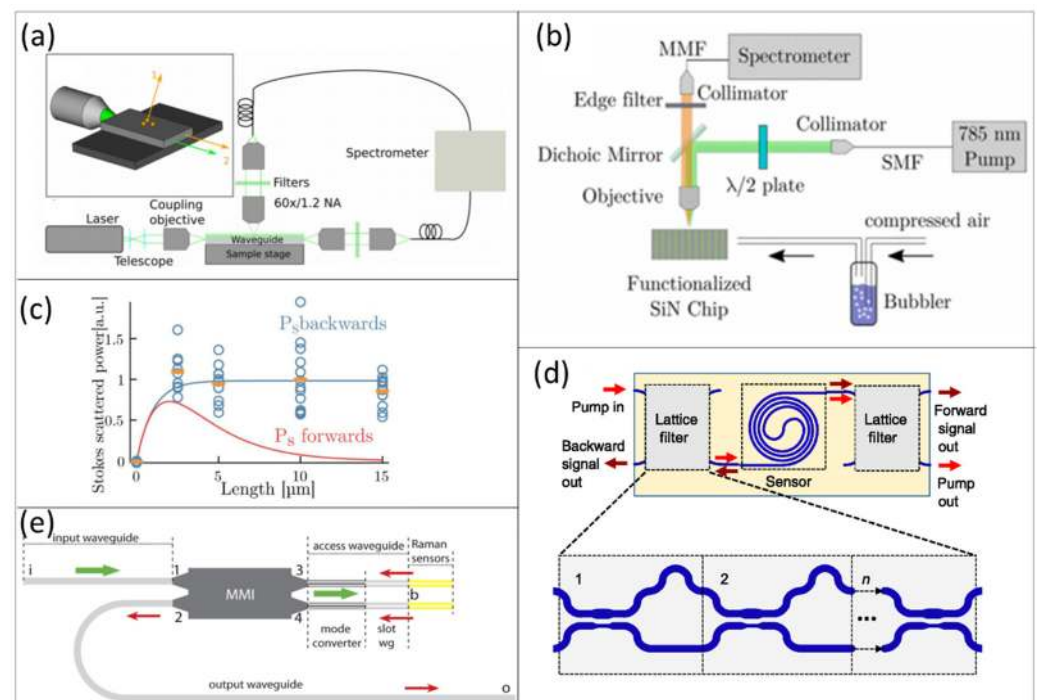 (a)
1
2
Spectrometer
Filters
60x/1.2 NA
Coupling
objective
Laser
Telescope
Waveguide
Sample stage
(b)
MMF
Spectrometer
Edge filter
Collimator
Collimator
785 nm
Pump
Dichoic Mirror
SMF
λ/2 plate
Objective
compressed air
Functionalized
SiN Chip
Bubbler
(c)
Stokes scattered power[a.u.]
1.5
1
0.5
0
P_S backwards
P_s forwards
0
5
10
15
Length [µm]
(d)
Pump in
Lattice
filter
Lattice
filter
Forward
signal
out
Backward
signal
out
Sensor
Pump
out
1
2
n
...
(e)
input waveguide
access waveguide
Raman
sensors
i
1
3
MMI
b
2
4
mode
converter
slot
wg
output waveguide
o